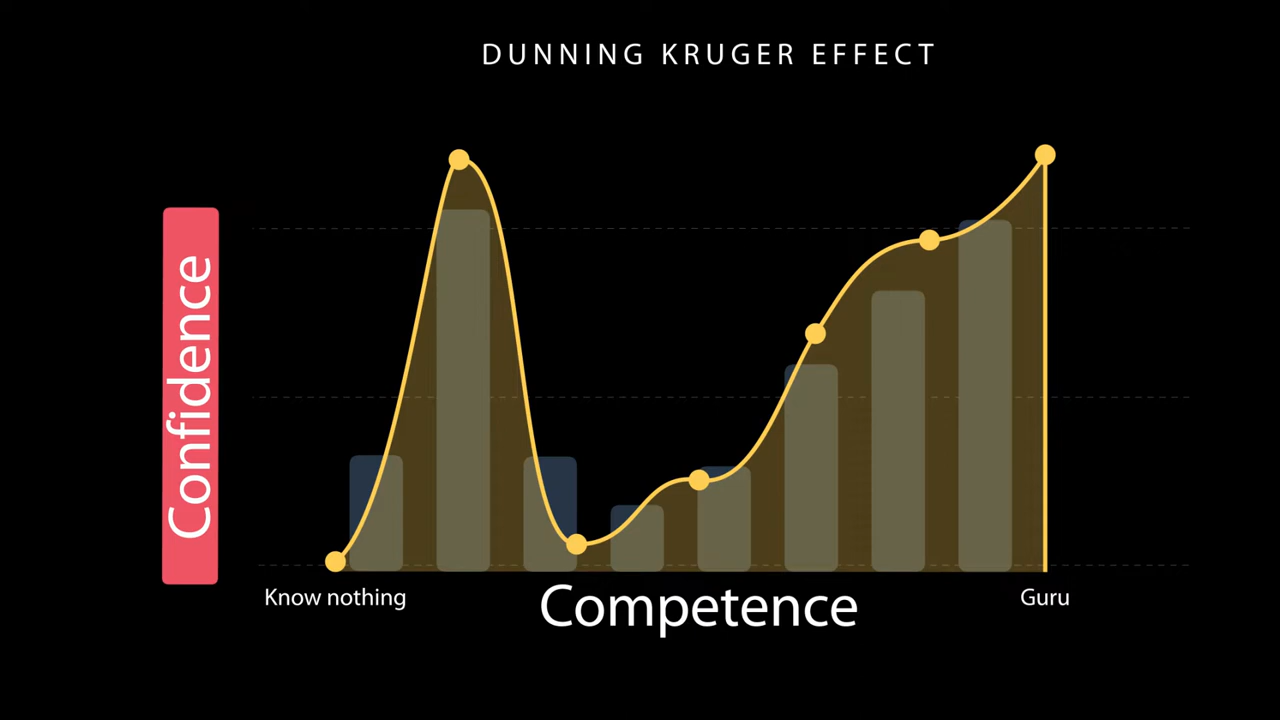 DUNNING KRUGER EFFECT
Confidence
Know nothing
Competence
Guru